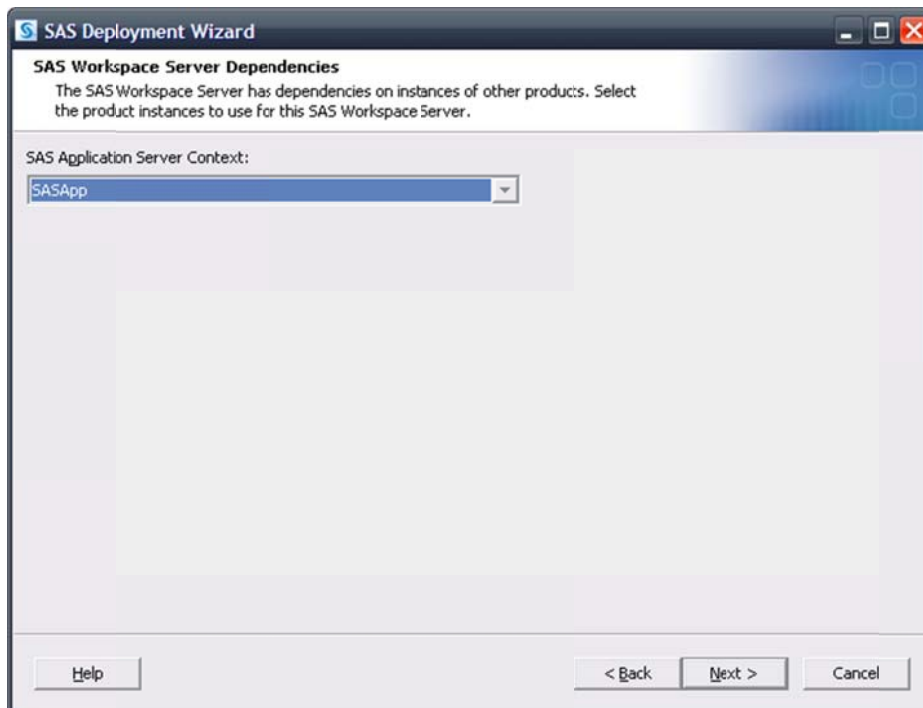 SAS Deployment Wizard
SAS Workspace Server Dependencies
The SAS Workspace Server has dependencies on instances of other products. Select
the product instances to use for this SAS Workspace Server.
SAS Application Server Context:
SASApp
Help
< Back
Next >
Cancel